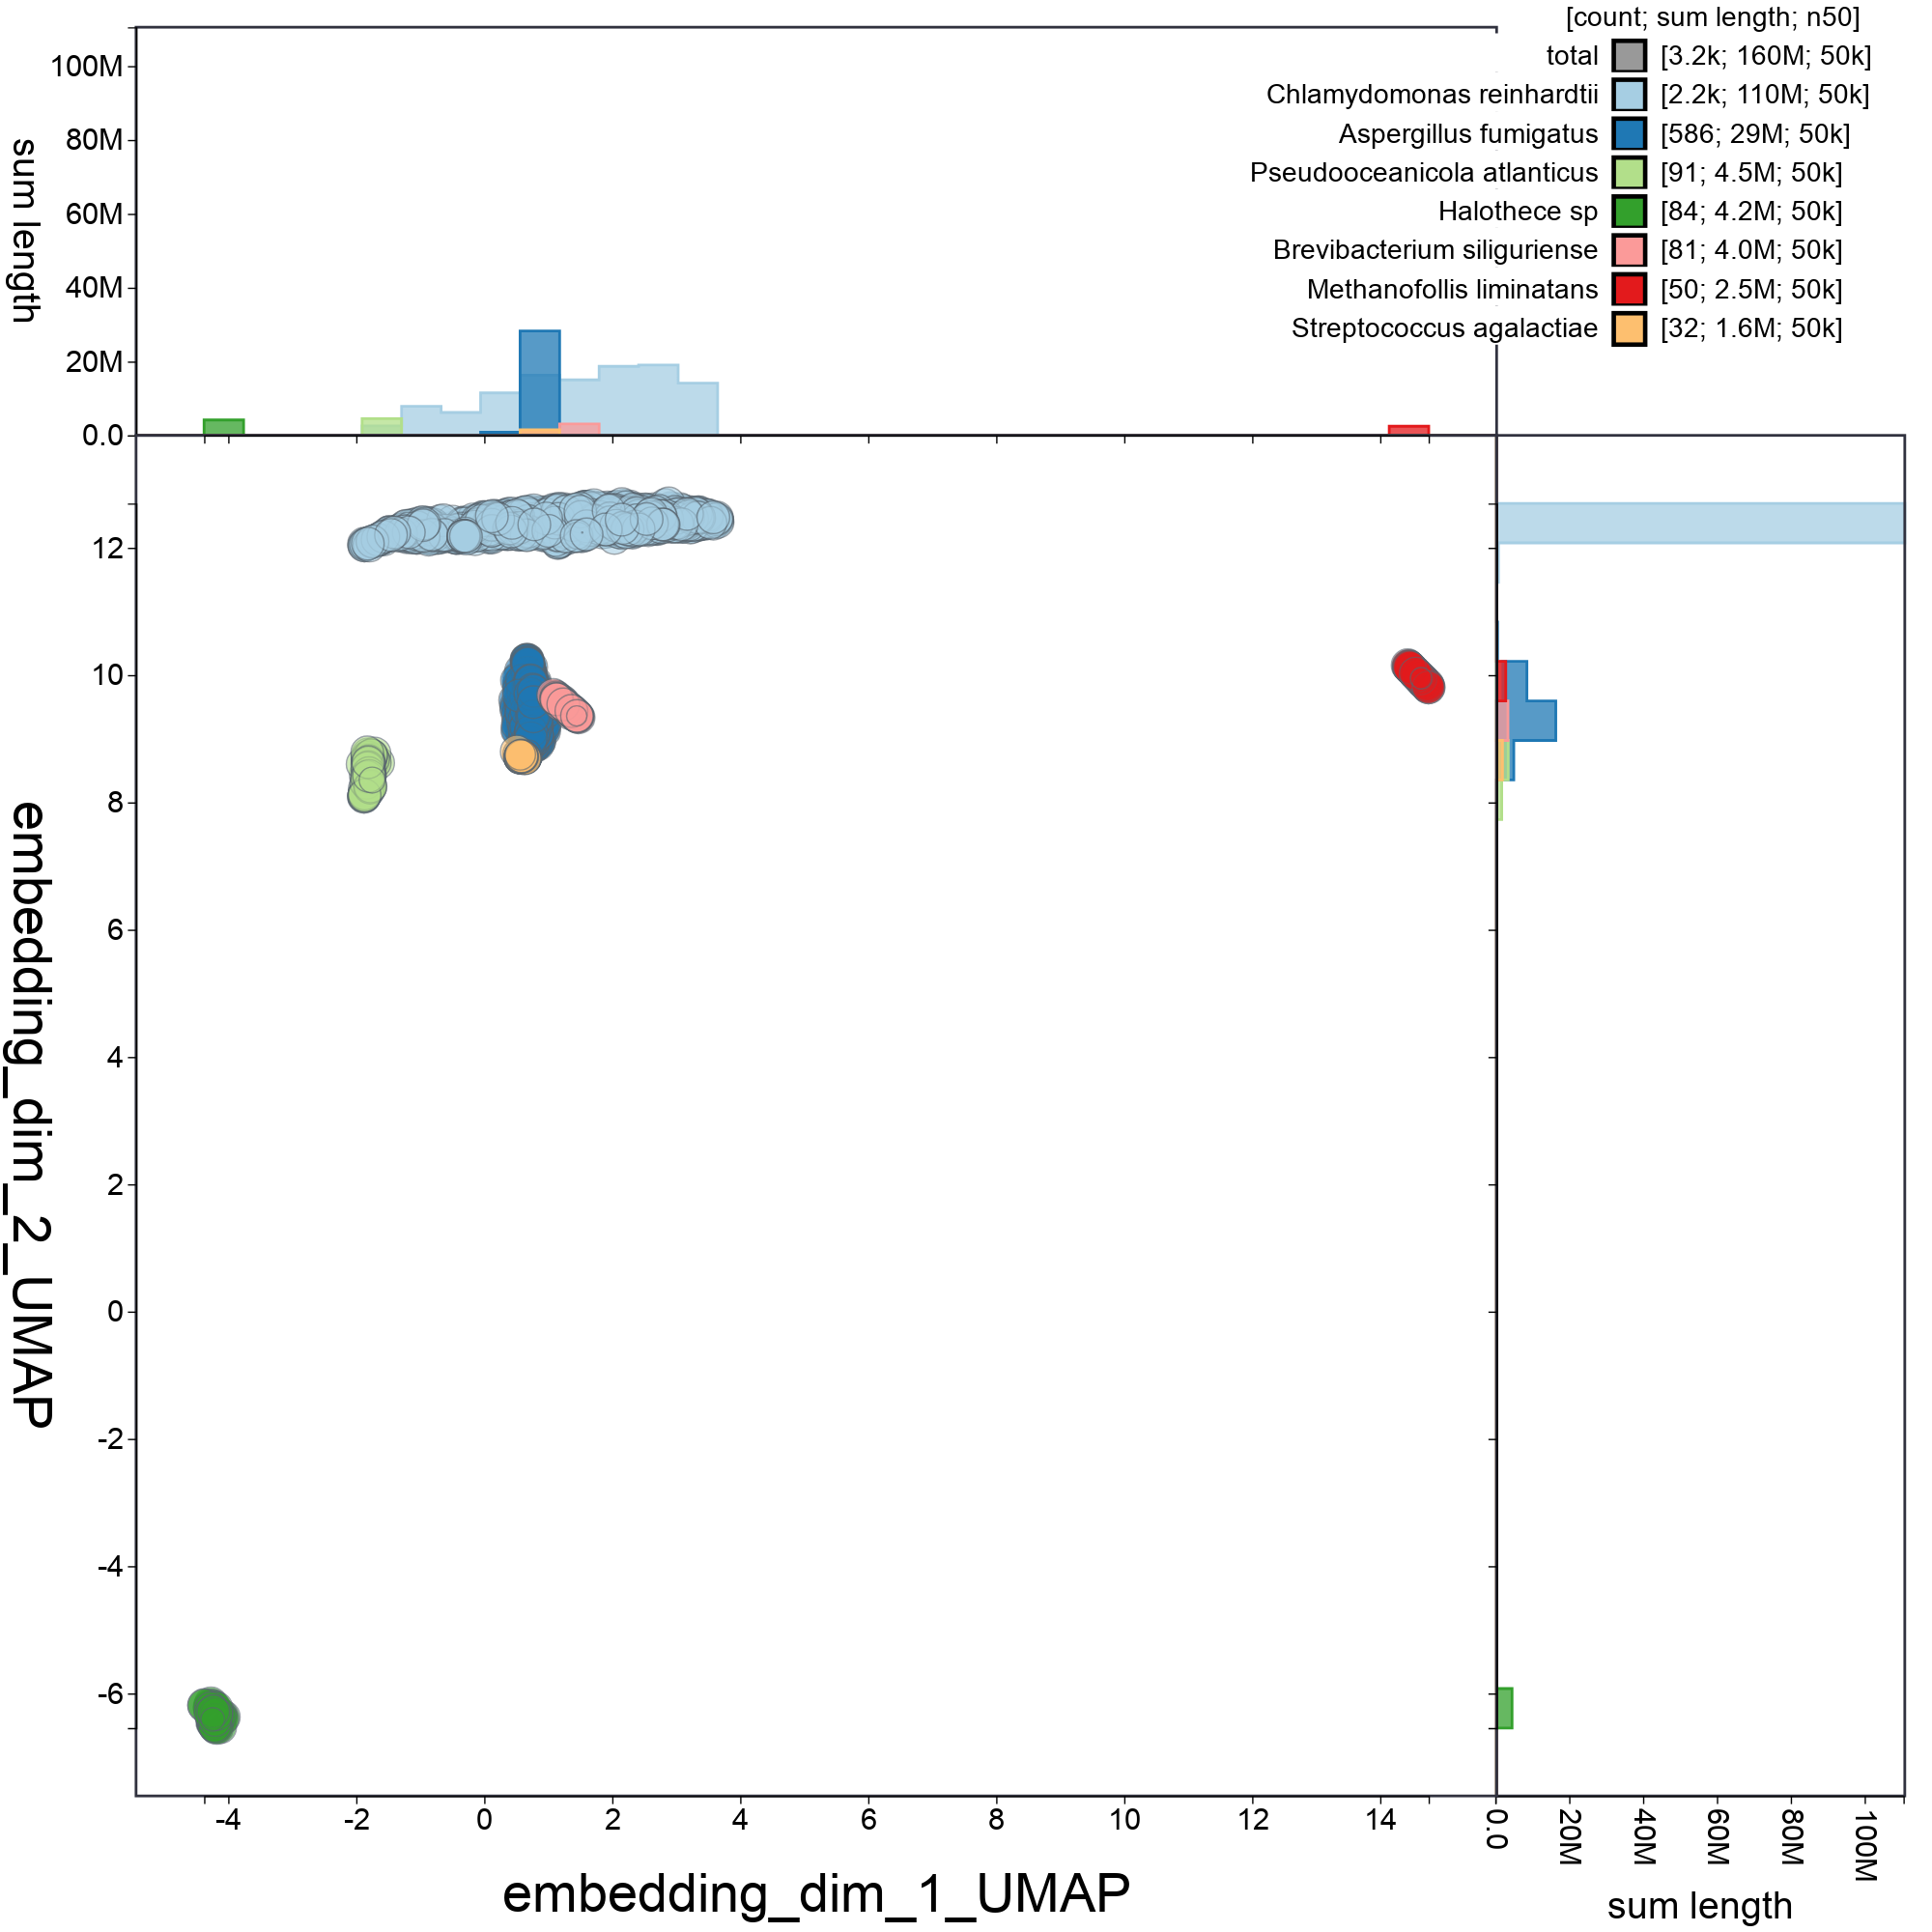 [count; sum length; n50]
total [3.2k; 160M; 50k]
Chlamydomonas reinhardtii [2.2k; 110M; 50k]
Aspergillus fumigatus [586; 29M; 50k]
Pseudooceanicola atlanticus [91; 4.5M; 50k]
Halothece sp [84; 4.2M; 50k]
Brevibacterium siliguriense [81; 4.0M; 50k]
Methanofollis liminatans [50; 2.5M; 50k]
Streptococcus agalactiae [32; 1.6M; 50k]
sum length
100M
80M
60M
40M
20M
0.0
embedding_dim_2_UMAP
12
10
8
6
4
2
0
-2
-4
-6
-4 -2 0 2 4 6 8 10 12 14
embedding_dim_1_UMAP
0.0 20M 40M 60M 80M 100M
sum length